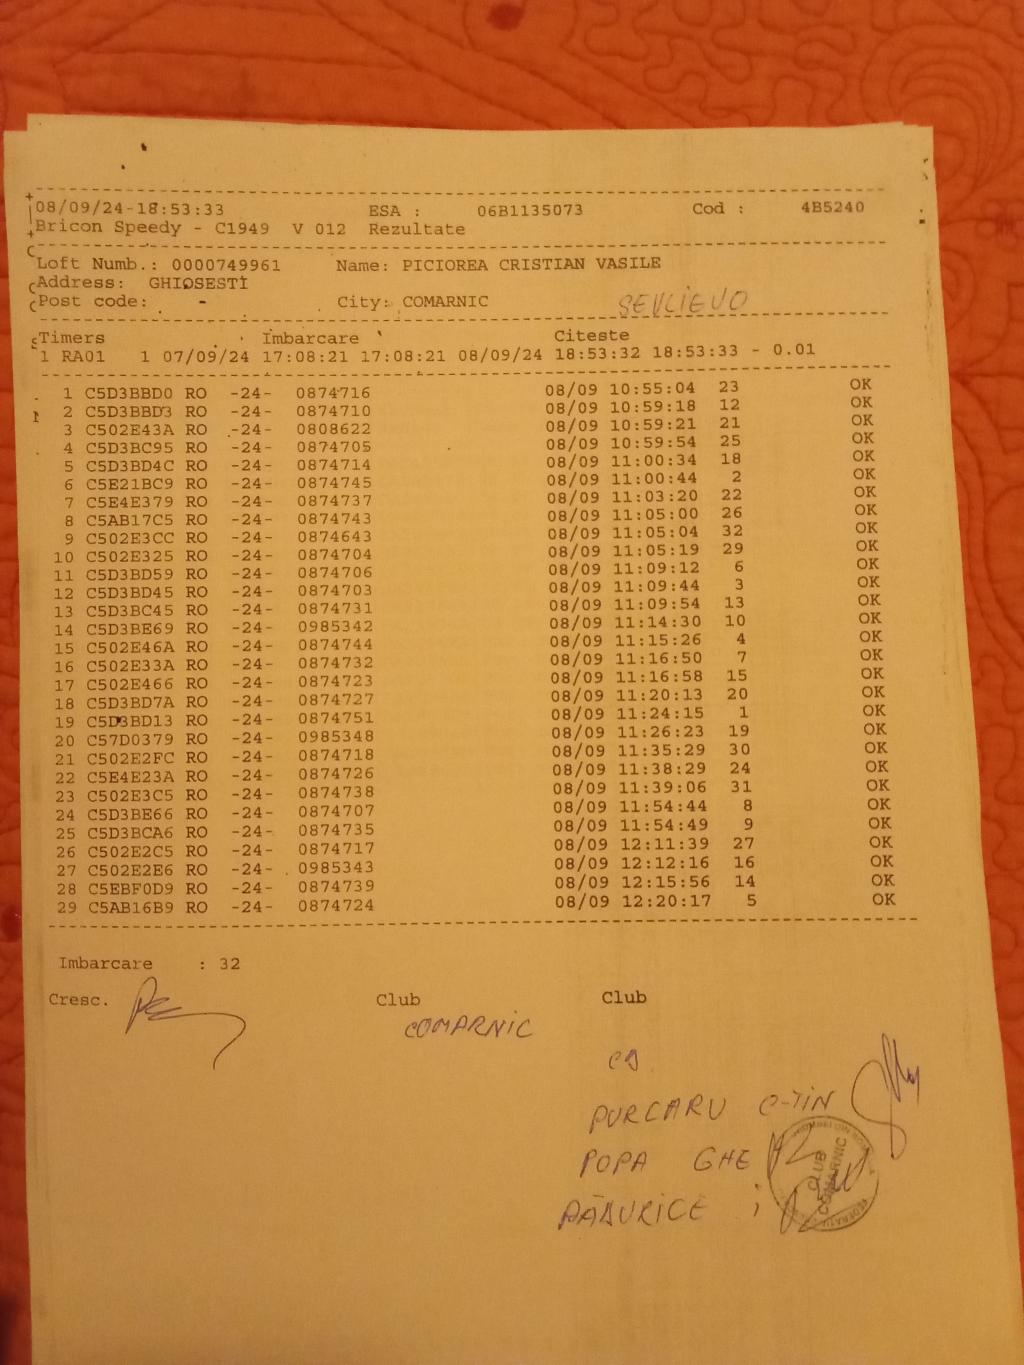 08/09/24-18:53:33 ESA : 06B1135073 Cod : 4B5240
Bricon Speedy - C1949 V 012 Rezultate
Loft Numb.: 0000749961 Name: PICIOREA CRISTIAN VASILE
Address: GHIOSESTI
Post code: - City: COMARNIC SEVLIEVO
Timers Imbarcare Citeste
1 RA01 1 07/09/24 17:08:21 17:08:21 08/09/24 18:53:32 18:53:33 - 0.01
1 C5D3BBD0 RO -24- 0874716 08/09 10:55:04 23 OK
2 C5D3BBD3 RO -24- 0874710 08/09 10:59:18 12 OK
3 C502E43A RO -24- 0808622 08/09 10:59:21 21 OK
4 C5D3BC95 RO -24- 0874705 08/09 10:59:54 25 OK
5 C5D3BD4C RO -24- 0874714 08/09 11:00:34 18 OK
6 C5E21BC9 RO -24- 0874745 08/09 11:00:44 2 OK
7 C5E4E379 RO -24- 0874737 08/09 11:03:20 22 OK
8 C5AB17C5 RO -24- 0874743 08/09 11:05:00 26 OK
9 C502E3CC RO -24- 0874643 08/09 11:05:04 32 OK
10 C502E325 RO -24- 0874704 08/09 11:05:19 29 OK
11 C5D3BD59 RO -24- 0874706 08/09 11:09:12 6 OK
12 C5D3BD45 RO -24- 0874703 08/09 11:09:44 3 OK
13 C5D3BC45 RO -24- 0874731 08/09 11:09:54 13 OK
14 C5D3BE69 RO -24- 0985342 08/09 11:14:30 10 OK
15 C502E46A RO -24- 0874744 08/09 11:15:26 4 OK
16 C502E33A RO -24- 0874732 08/09 11:16:50 7 OK
17 C502E466 RO -24- 0874723 08/09 11:16:58 15 OK
18 C5D3BD7A RO -24- 0874727 08/09 11:20:13 20 OK
19 C5D3BD13 RO -24- 0874751 08/09 11:24:15 1 OK
20 C57D0379 RO -24- 0985348 08/09 11:26:23 19 OK
21 C502E2FC RO -24- 0874718 08/09 11:35:29 30 OK
22 C5E4E23A RO -24- 0874726 08/09 11:38:29 24 OK
23 C502E3C5 RO -24- 0874738 08/09 11:39:06 31 OK
24 C5D3BE66 RO -24- 0874707 08/09 11:54:44 8 OK
25 C5D3BCA6 RO -24- 0874735 08/09 11:54:49 9 OK
26 C502E2C5 RO -24- 0874717 08/09 12:11:39 27 OK
27 C502E2E6 RO -24- 0985343 08/09 12:12:16 16 OK
28 C5EBF0D9 RO -24- 0874739 08/09 12:15:56 14 OK
29 C5AB16B9 RO -24- 0874724 08/09 12:20:17 5 OK
Imbarcare : 32
Cresc. Club Club
COMARNIC
PURCARU C-TIN
POPA GHE
PĂDURICE i
CLUB
COMARNIC